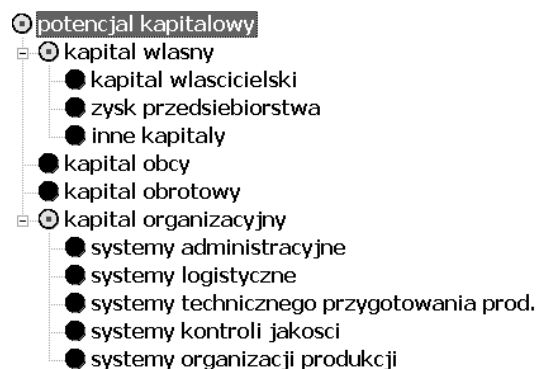 potencjal kapitalowy
kapital wlasny
kapital wlascicielski
zysk przedsiebiorstwa
inne kapitaly
kapital obcy
kapital obrotowy
kapital organizacyjny
systemy administracyjne
systemy logistyczne
systemy technicznego przygotowania prod.
systemy kontroli jakosci
systemy organizacji produkcji